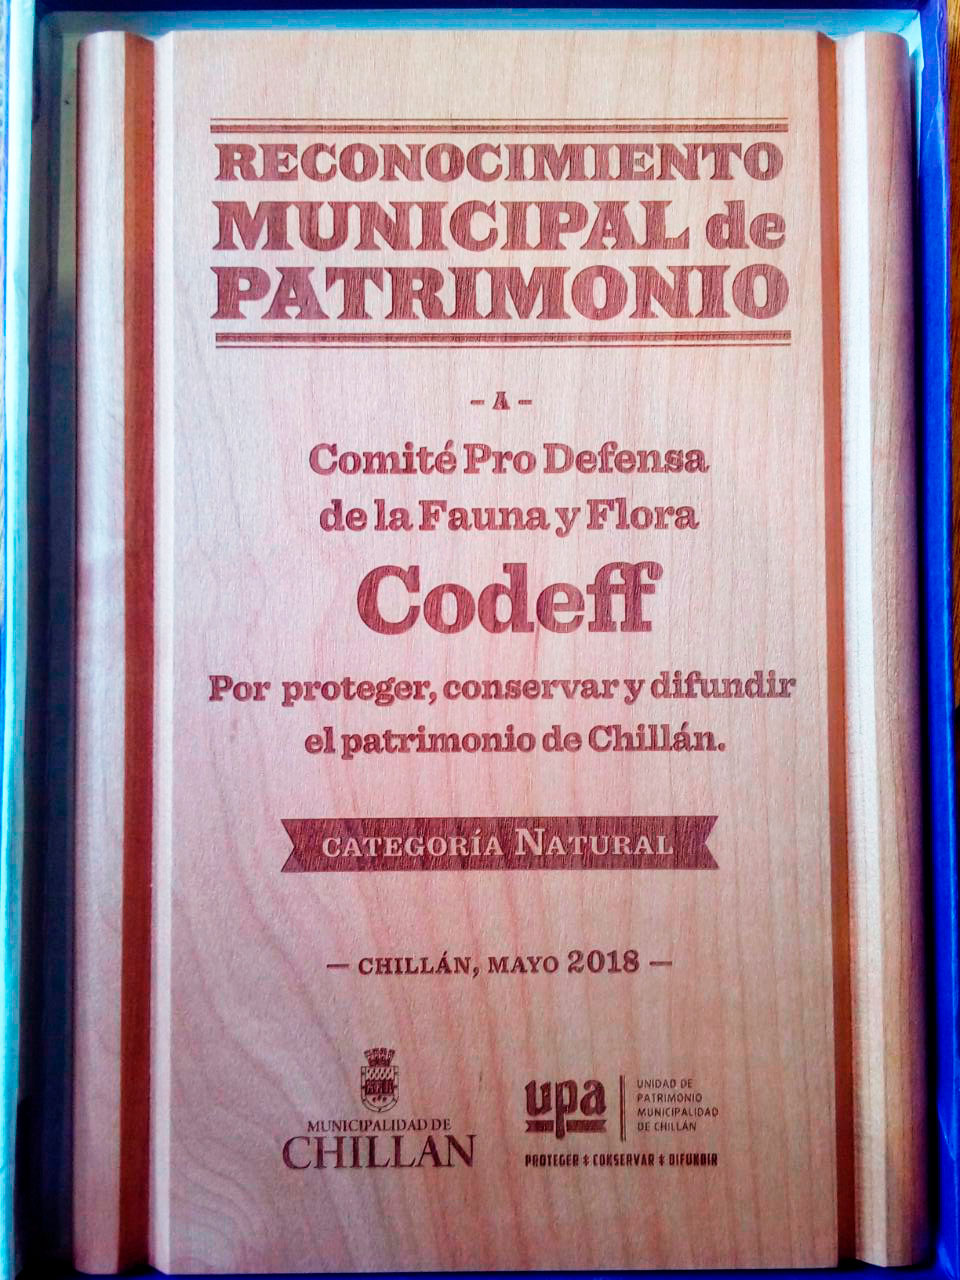 RECONOCIMIENTO
MUNICIPAL de
PATRIMONIO
– A –
Comité Pro Defensa
de la Fauna y Flora
Codeff
Por proteger, conservar y difundir
el patrimonio de Chillán.
CATEGORÍA NATURAL
— CHILLÁN, MAYO 2018 —
MUNICIPALIDAD DE
CHILLAN
upa
UNIDAD DE
PATRIMONIO
MUNICIPALIDAD
DE CHILLÁN
PROTEGER ‡ CONSERVAR ‡ DIFUNDIR